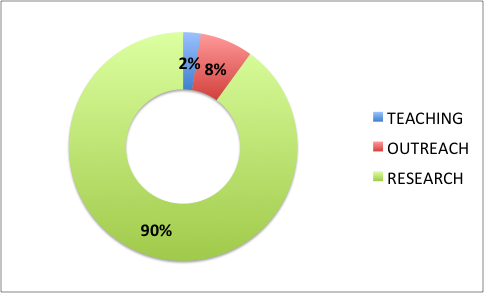 2%
8%
90%
TEACHING
OUTREACH
RESEARCH